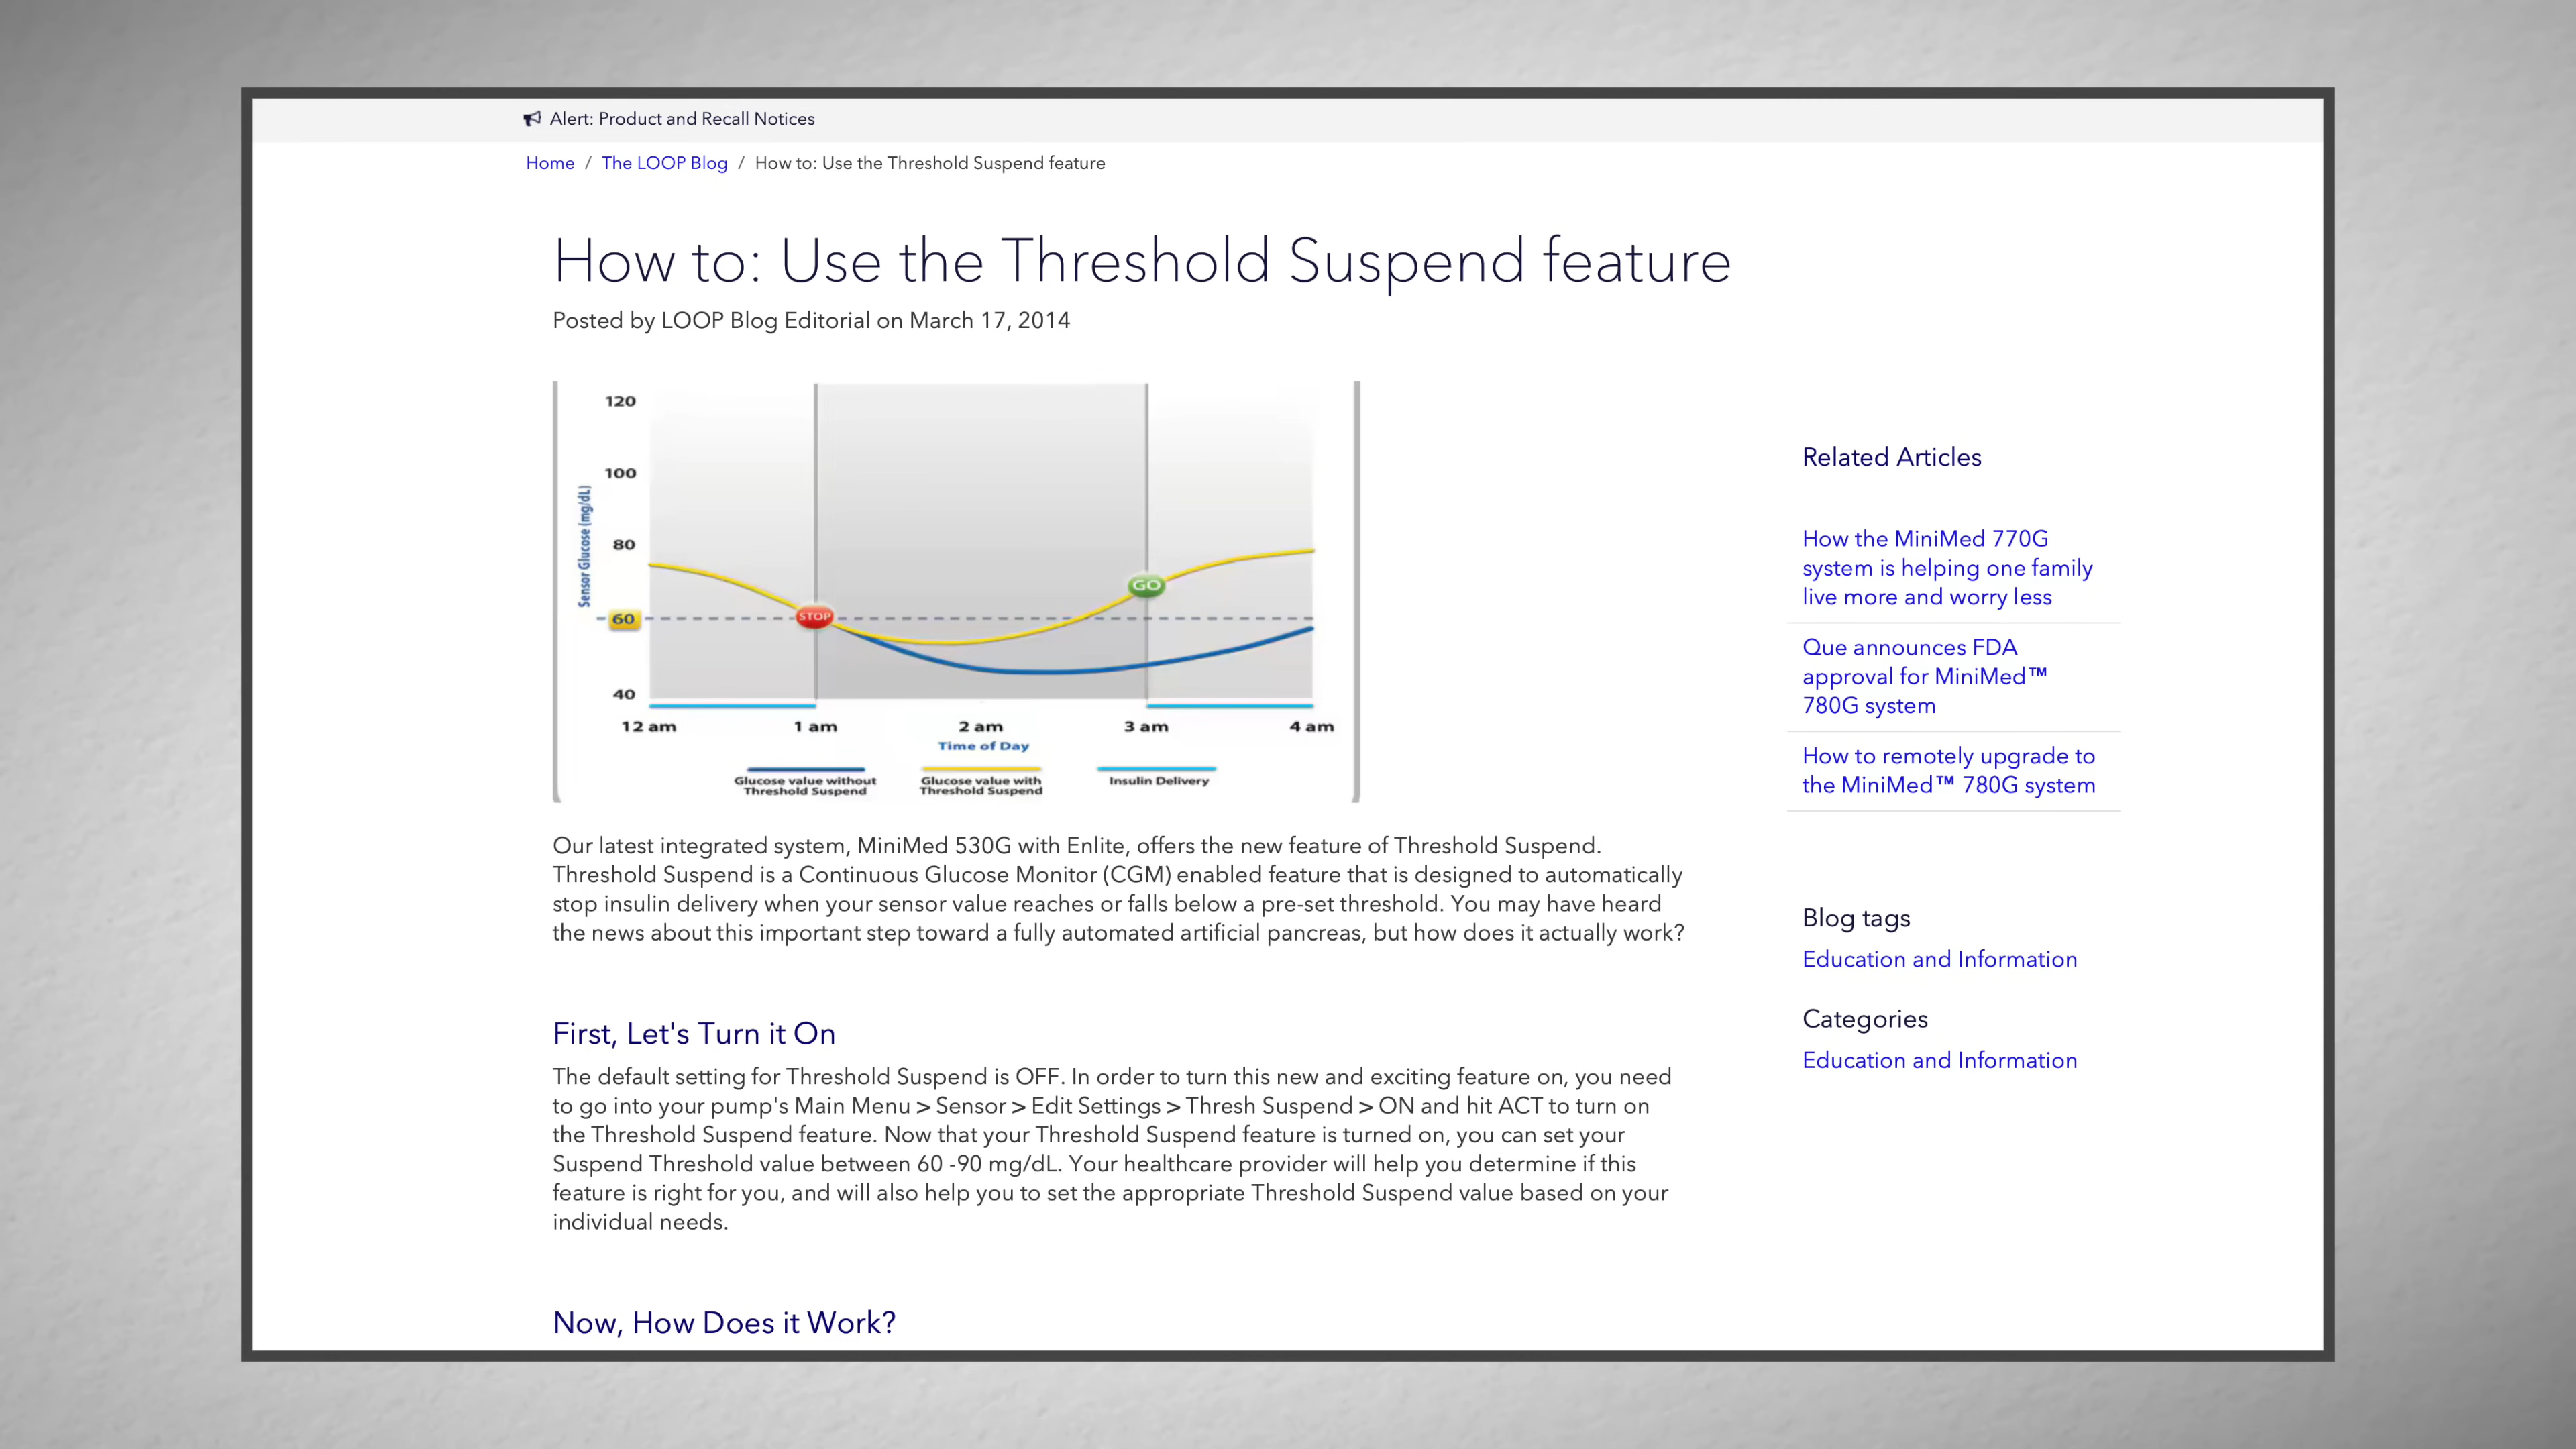 Alert: Product and Recall Notices
Home / The LOOP Blog / How to: Use the Threshold Suspend feature
How to: Use the Threshold Suspend feature
Posted by LOOP Blog Editorial on March 17, 2014
120
100
80
60
40
Sensor Glucose (mg/dL)
STOP
GO
12 am 1 am 2 am 3 am 4 am
Time of Day
Glucose value without
Threshold Suspend
Glucose value with
Threshold Suspend
Insulin Delivery
Our latest integrated system, MiniMed 530G with Enlite, offers the new feature of Threshold Suspend.
Threshold Suspend is a Continuous Glucose Monitor (CGM) enabled feature that is designed to automatically
stop insulin delivery when your sensor value reaches or falls below a pre-set threshold. You may have heard
the news about this important step toward a fully automated artificial pancreas, but how does it actually work?
First, Let's Turn it On
The default setting for Threshold Suspend is OFF. In order to turn this new and exciting feature on, you need
to go into your pump's Main Menu > Sensor > Edit Settings > Thresh Suspend > ON and hit ACT to turn on
the Threshold Suspend feature. Now that your Threshold Suspend feature is turned on, you can set your
Suspend Threshold value between 60 -90 mg/dL. Your healthcare provider will help you determine if this
feature is right for you, and will also help you to set the appropriate Threshold Suspend value based on your
individual needs.
Now, How Does it Work?
Related Articles
How the MiniMed 770G
system is helping one family
live more and worry less
Que announces FDA
approval for MiniMed™
780G system
How to remotely upgrade to
the MiniMed™ 780G system
Blog tags
Education and Information
Categories
Education and Information